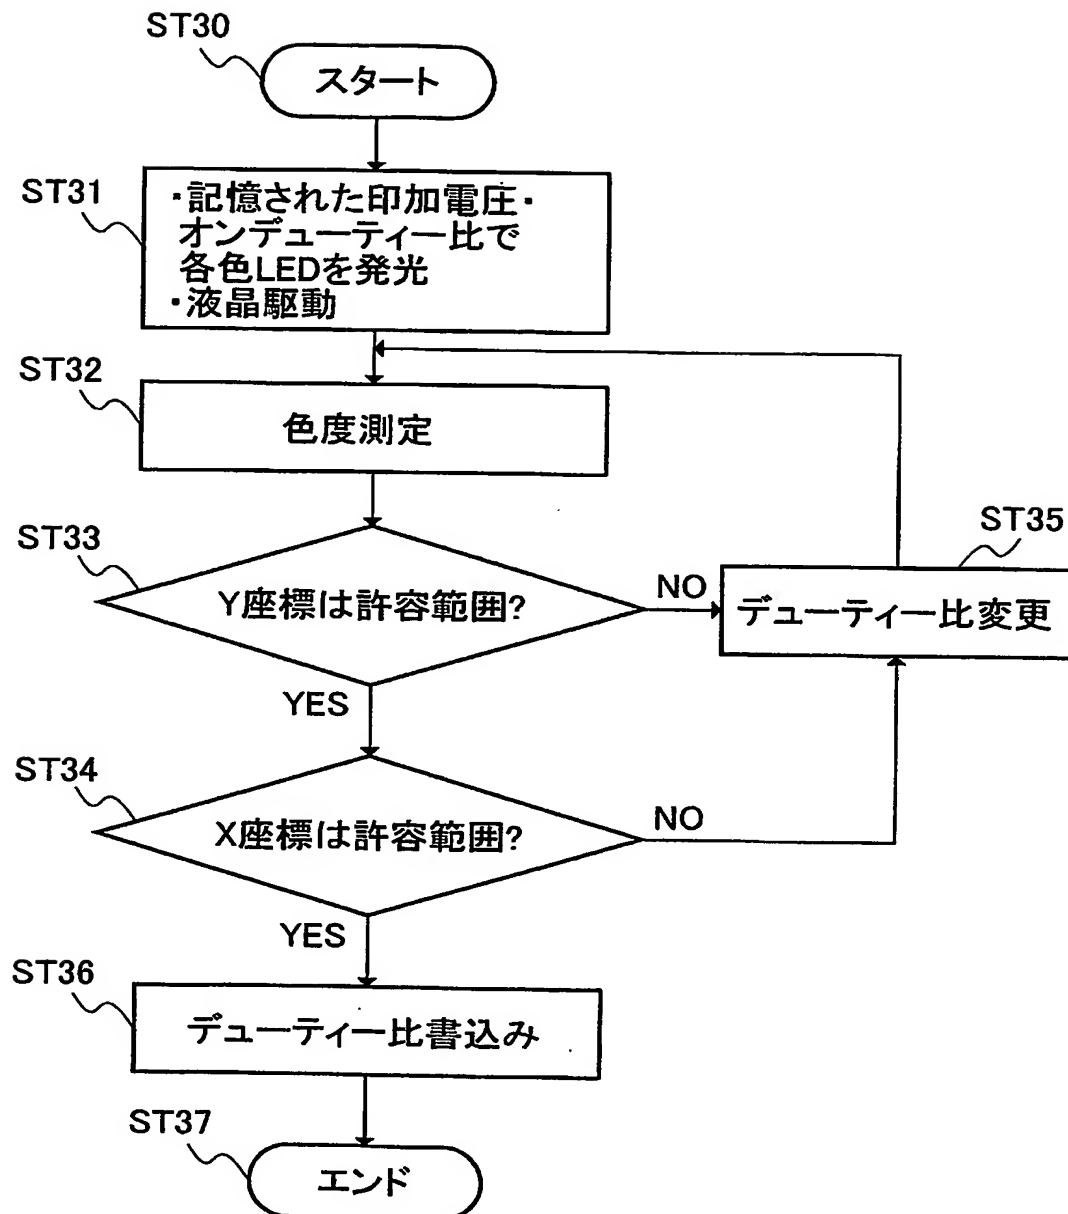 ST30
スタート
ST31
・記憶された印加電圧・
オンデューティー比で
各色LEDを発光
・液晶駆動
ST32
色度測定
ST33
Y座標は許容範囲?
NO
ST35
デューティー比変更
YES
ST34
X座標は許容範囲?
NO
YES
ST36
デューティー比書込み
ST37
エンド